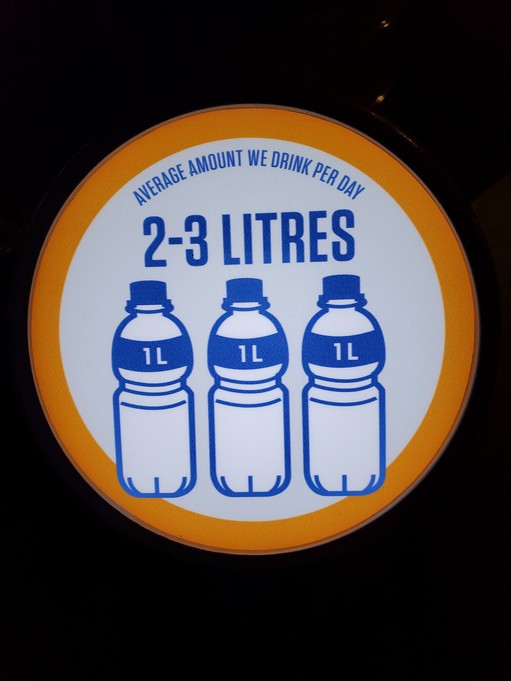 AVERAGE AMOUNT WE DRINK PER DAY
2-3 LITRES
1L 1L 1L